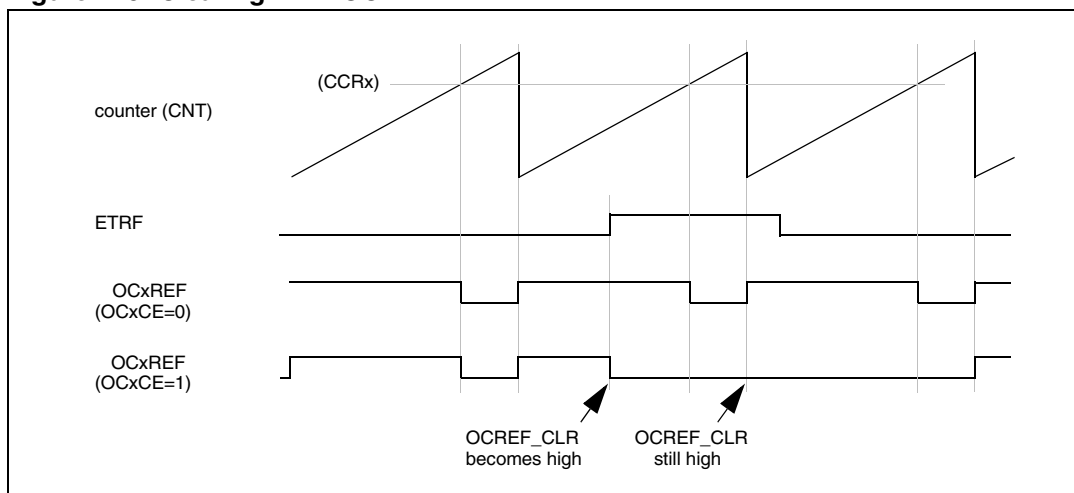 (CCRx)
counter (CNT)
ETRF
OCxREF
(OCxCE=0)
OCxREF
(OCxCE=1)
OCREF_CLR
becomes high
OCREF_CLR
still high